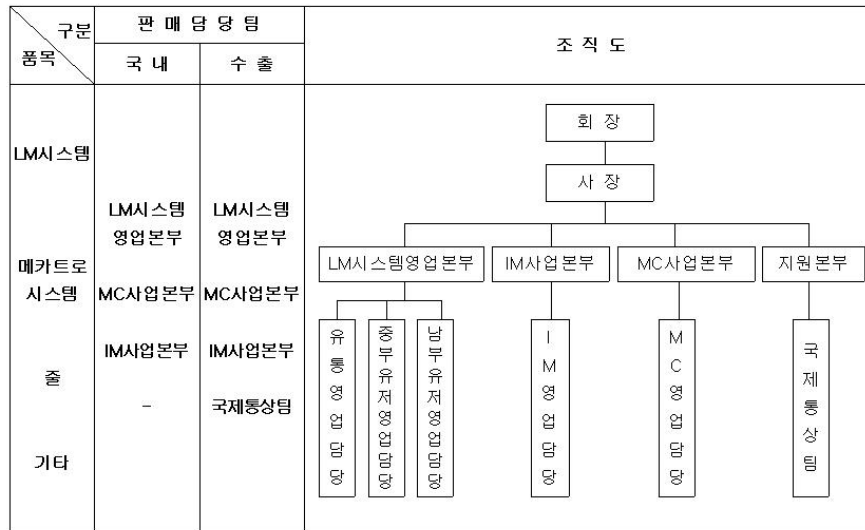 구분
품목
판 매 담 당 팀
국 내
수 출
조 직 도
LM시스템
메카트로
시스템
줄
기타
LM시스템
영업본부
MC사업본부
IM사업본부
-
LM시스템
영업본부
MC사업본부
IM사업본부
국제통상팀
회 장
사 장
LM시스템영업본부
IM사업본부
MC사업본부
지원본부
유통영업담당
중부유저영업담당
남부유저영업담당
IM영업담당
MC영업담당
국제통상팀